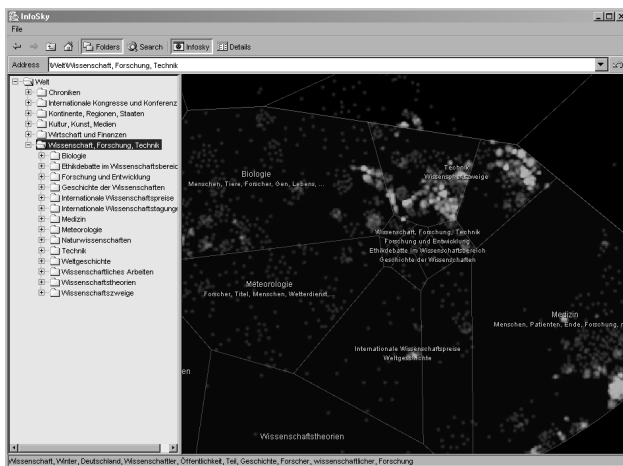 InfoSky
File
Folders Search Infosky Details
Address Welt\Wissenschaft, Forschung, Technik
Welt
Chroniken
Internationale Kongresse und Konferenz
Kontinente, Regionen, Staaten
Kultur, Kunst, Medien
Wirtschaft und Finanzen
Wissenschaft, Forschung, Technik
Biologie
Ethikdebatte im Wissenschaftsbereic
Forschung und Entwicklung
Geschichte der Wissenschaften
Internationale Wissenschaftspreise
Internationale Wissenschaftstagung
Medizin
Meteorologie
Naturwissenschaften
Technik
Weltgeschichte
Wissenschaftliches Arbeiten
Wissenschaftstheorien
Wissenschaftszweige
Biologie
Menschen, Tiere, Forscher, Gen, Lebens, ...
Technik
Wissenschaftszweige
Wissenschaft, Forschung, Technik
Forschung und Entwicklung
Ethikdebatte im Wissenschaftsbereich
Geschichte der Wissenschaften
Meteorologie
Forscher, Titel, Menschen, Wetterdienst, ...
Medizin
Menschen, Patienten, Ende, Forschung,
Internationale Wissenschaftspreise
Weltgeschichte
en
Wissenschaftstheorien
Wissenschaft, Winter, Deutschland, Wissenschaftler, Öffentlichkeit, Teil, Geschichte, Forscher, wissenschaftlicher, Forschung